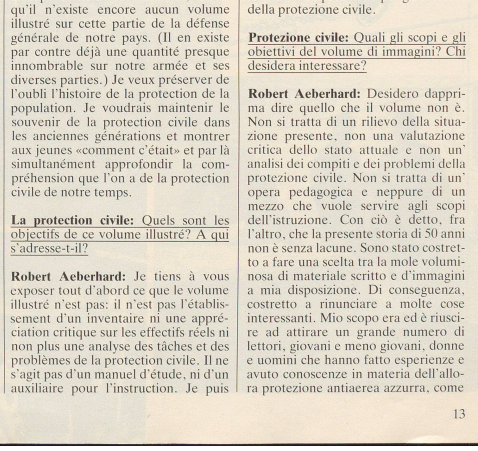 qu'il n'existe encore aucun volume
illustré sur cette partie de la défense
générale de notre pays. (Il en existe
par contre déjà une quantité presque
innombrable sur notre armée et ses
diverses parties.) Je veux préserver de
l'oubli l'histoire de la protection de la
population. Je voudrais maintenir le
souvenir de la protection civile dans
les anciennes générations et montrer
aux jeunes «comment c'était» et par là
simultanément approfondir la com-
préhension que l'on a de la protection
civile de notre temps.
La protection civile: Quels sont les
objectifs de ce volume illustré? A qui
s'adresse-t-il?
Robert Aeberhard: Je tiens à vous
exposer tout d'abord ce que le volume
illustré n'est pas: il n'est pas l'établis-
sement d'un inventaire ni une appré-
ciation critique sur les effectifs réels ni
non plus une analyse des tâches et des
problèmes de la protection civile. Il ne
s'agit pas d'un manuel d'étude, ni d'un
auxiliaire pour l'instruction. Je puis
della protezione civile.
Protezione civile: Quali gli scopi e gli
obiettivi del volume di immagini? Chi
desidera interessare?
Robert Aeberhard: Desidero dappri-
ma dire quello che il volume non è.
Non si tratta di un rilievo della situa-
zione presente, non una valutazione
critica dello stato attuale e non un'
analisi dei compiti e dei problemi della
protezione civile. Non si tratta di un'
opera pedagogica e neppure di un
mezzo che vuole servire agli scopi
dell'istruzione. Con ciò è detto, fra
l'altro, che la presente storia di 50 anni
non è senza lacune. Sono stato costret-
to a fare una scelta tra la mole volumi-
nosa di materiale scritto e d'immagini
a mia disposizione. Di conseguenza,
costretto a rinunciare a molte cose
interessanti. Mio scopo era ed è riusci-
re ad attirare un grande numero di
lettori, giovani e meno giovani, donne
e uomini che hanno fatto esperienze e
avuto conoscenze in materia dell'allo-
ra protezione antiaerea azzurra, come
13